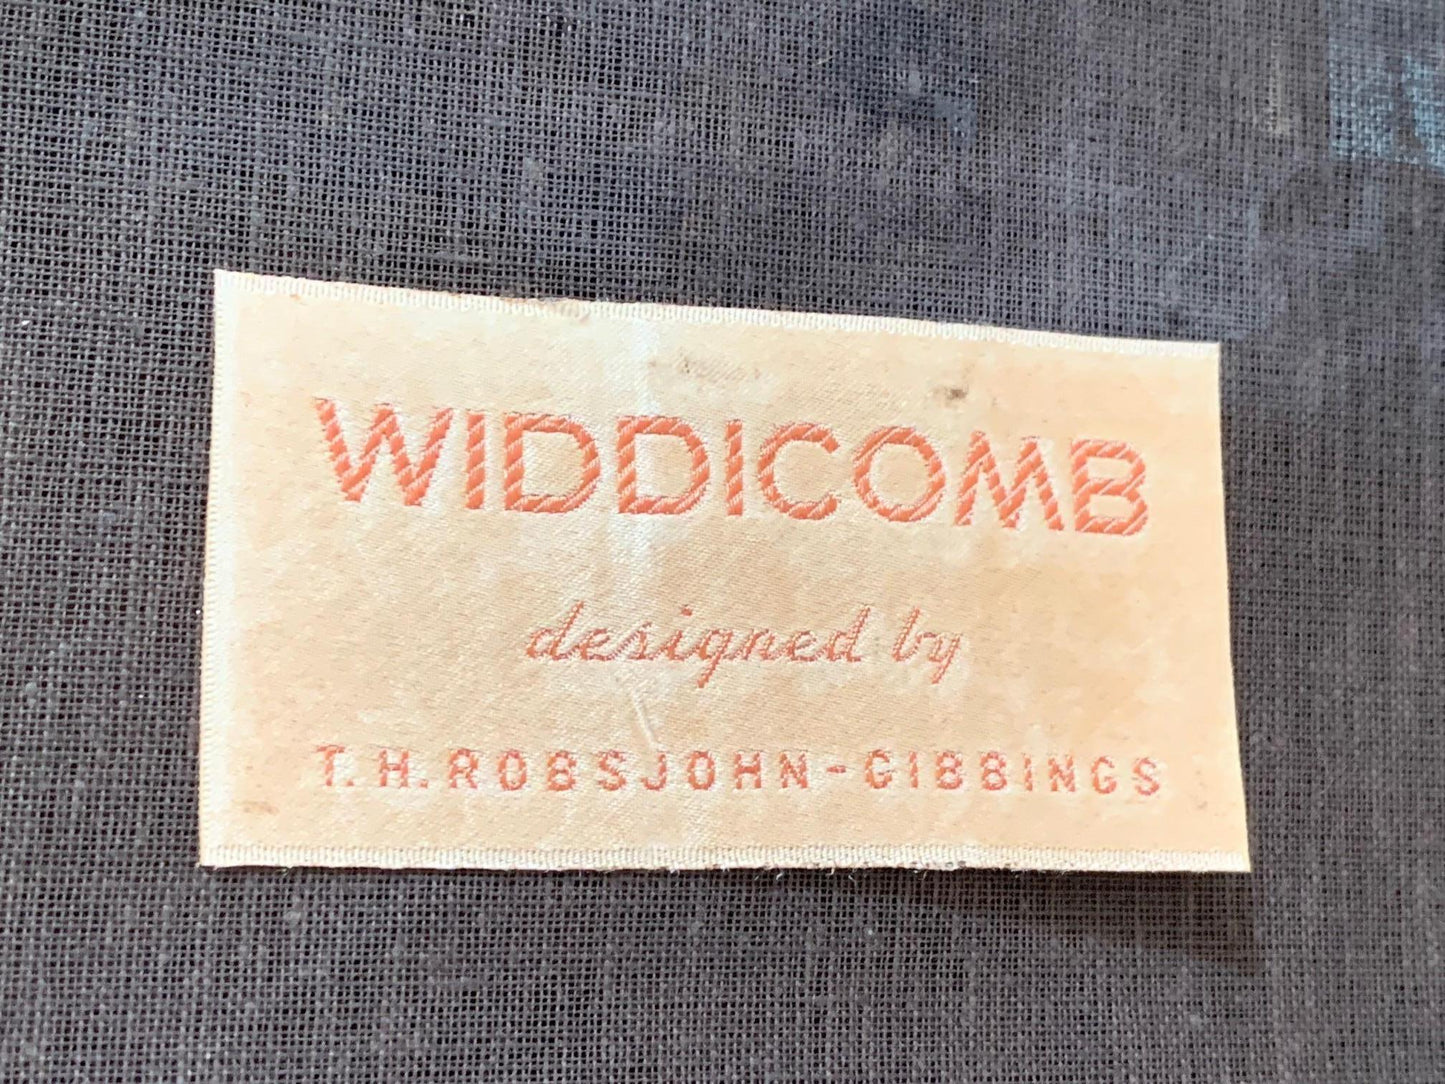 WIDDICOMB
designed by
T.H. ROBSJOHN-GIBBINGS